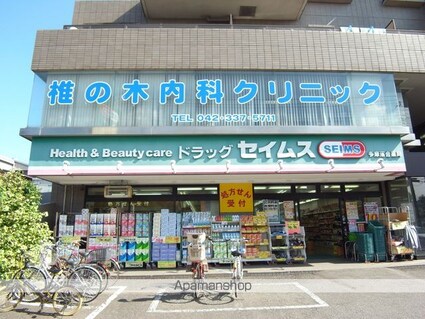 椎の木内科クリニック
TEL 042-337-5711
Health & Beauty care ドラッグ セイムス SEIMS
処方せん
受付
Apamanshop